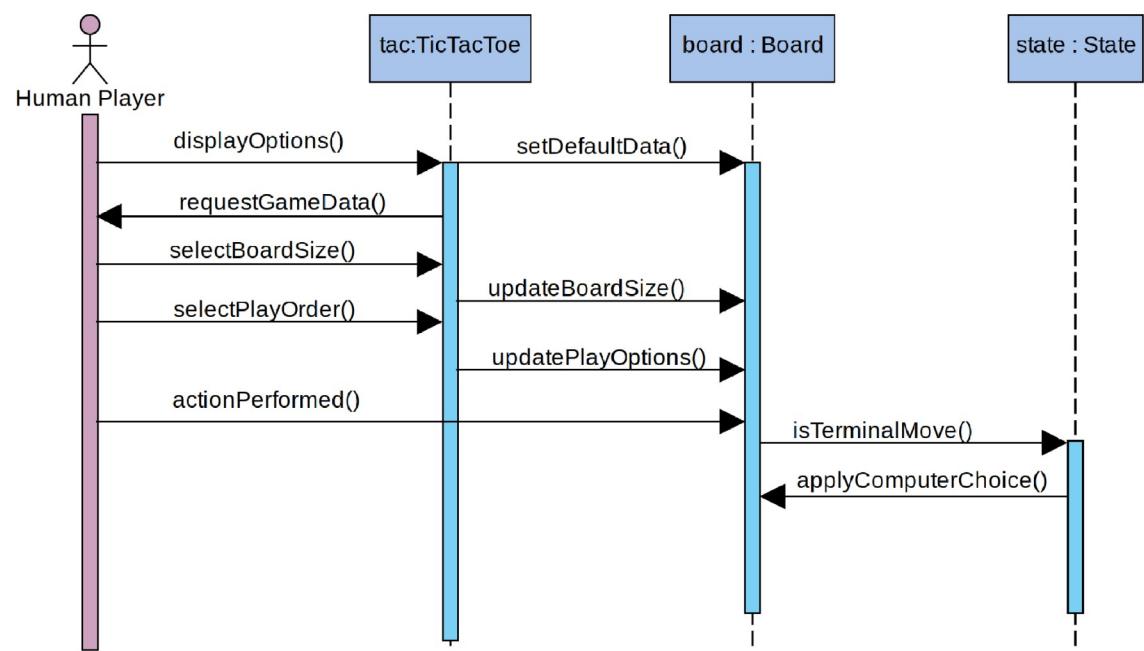 tac:TicTacToe
board : Board
state : State
Human Player
displayOptions()
setDefaultData()
requestGameData()
selectBoardSize()
updateBoardSize()
selectPlayOrder()
updatePlayOptions()
actionPerformed()
isTerminalMove()
applyComputerChoice()